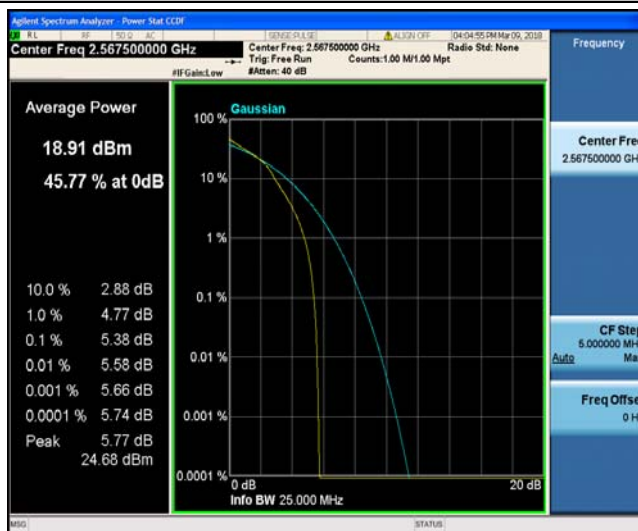 Agilent Spectrum Analyzer - Power Stat CCDF
RL RF 50 Ω AC SENSE:PULSE ALIGN OFF 04:04:55 PM Mar 09, 2018
Center Freq 2.567500000 GHz
Center Freq: 2.567500000 GHz Radio Std: None
Trig: Free Run Counts:1.00 M/1.00 Mpt
#IFGain:Low #Atten: 40 dB
Frequency
Average Power
18.91 dBm
45.77 % at 0dB
10.0 % 2.88 dB
1.0 % 4.77 dB
0.1 % 5.38 dB
0.01 % 5.58 dB
0.001 % 5.66 dB
0.0001 % 5.74 dB
Peak 5.77 dB
24.68 dBm
Gaussian
100 %
10 %
1 %
0.1 %
0.01 %
0.001 %
0.0001 %
0 dB 20 dB
Info BW 25.000 MHz
Center Fre
2.567500000 GH
CF Ste
5.000000 MH
Auto Ma
Freq Offse
0 H
MSG STATUS